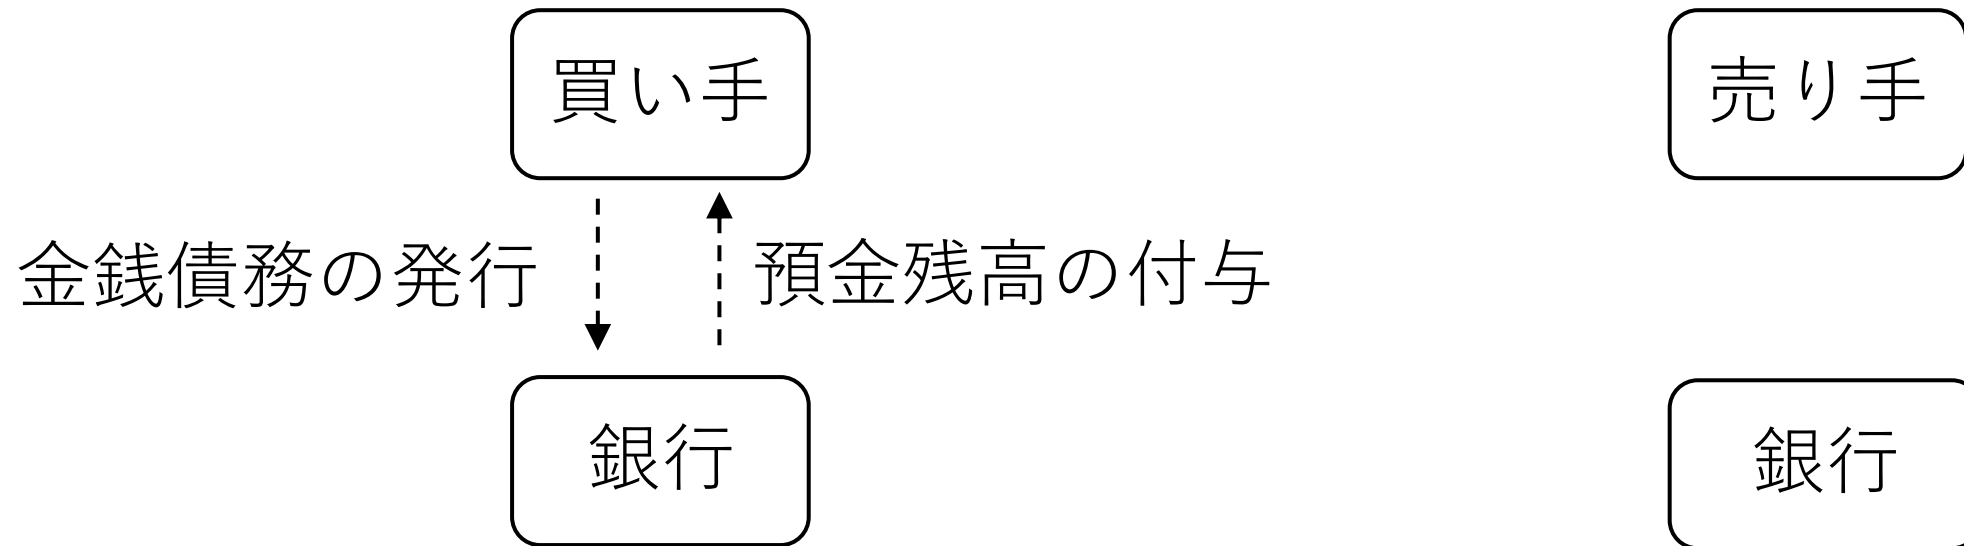 買い手
売り手
金銭債務の発行
預金残高の付与
銀行
銀行